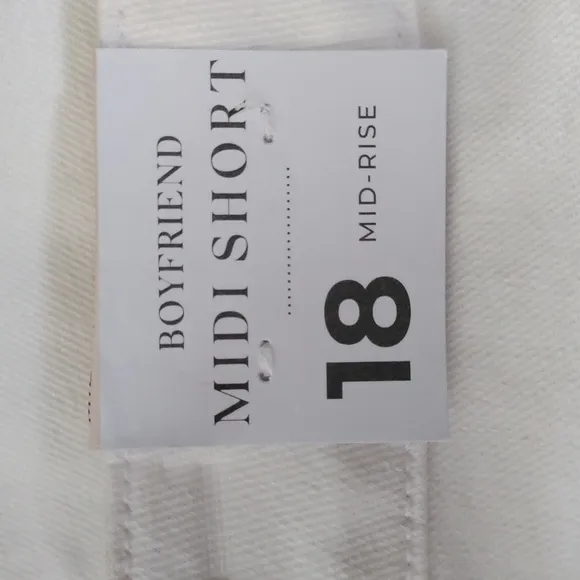 BOYFRIEND
MIDI SHORT
18
MID-RISE